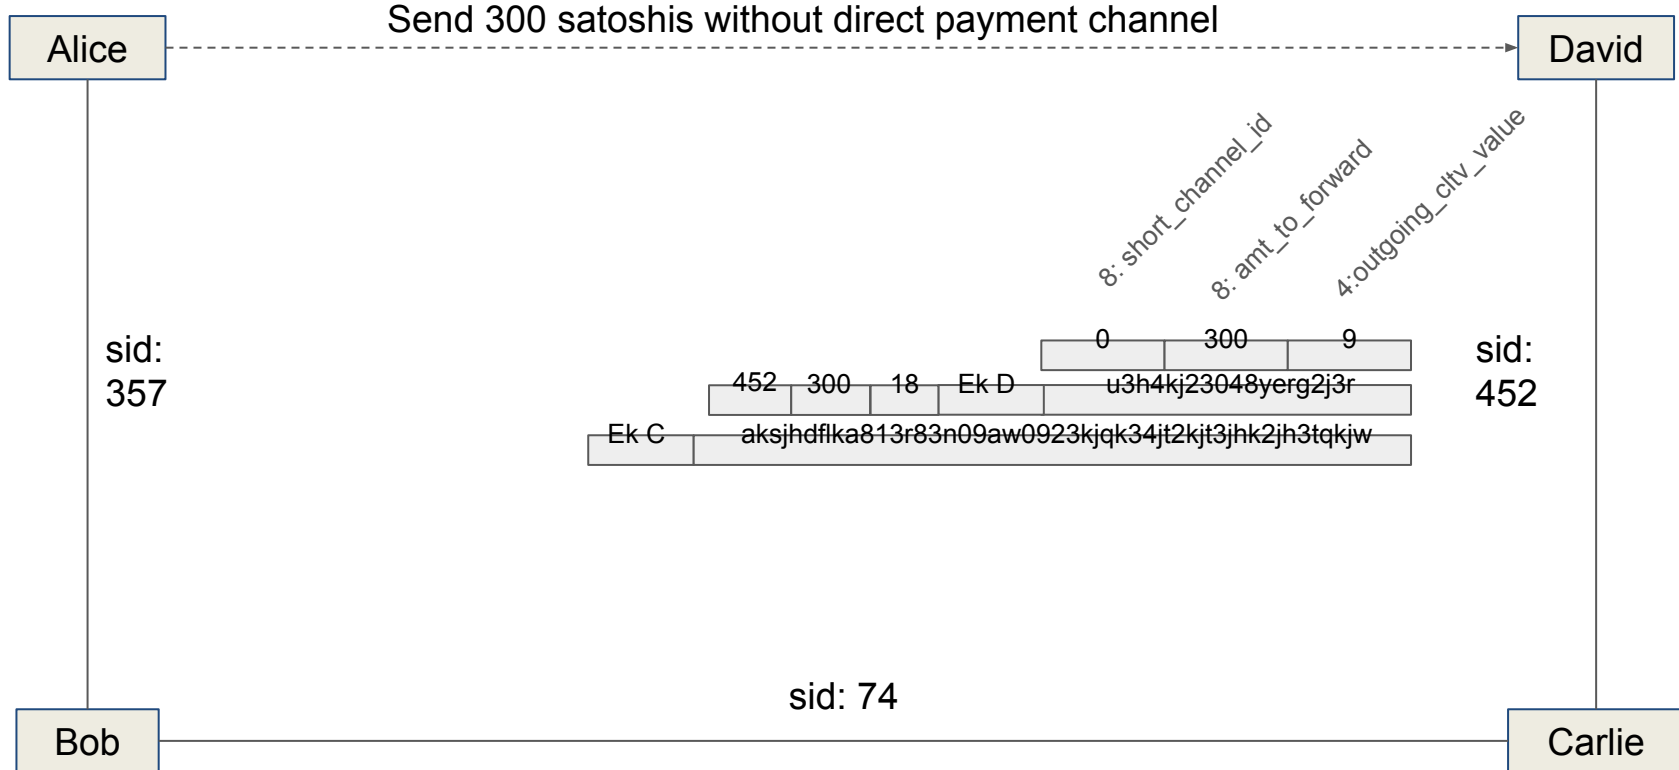 Send 300 satoshis without direct payment channel
Alice
David
8: short_channel_id
8: amt_to_forward
4:outgoing_cltv_value
sid:
357
0 300 9
sid:
452
452 300 18 Ek D u3h4kj23048yerg2j3r
Ek C aksjhdflka813r83n09aw0923kjqk34jt2kjt3jhk2jh3tqkjw
sid: 74
Bob
Carlie